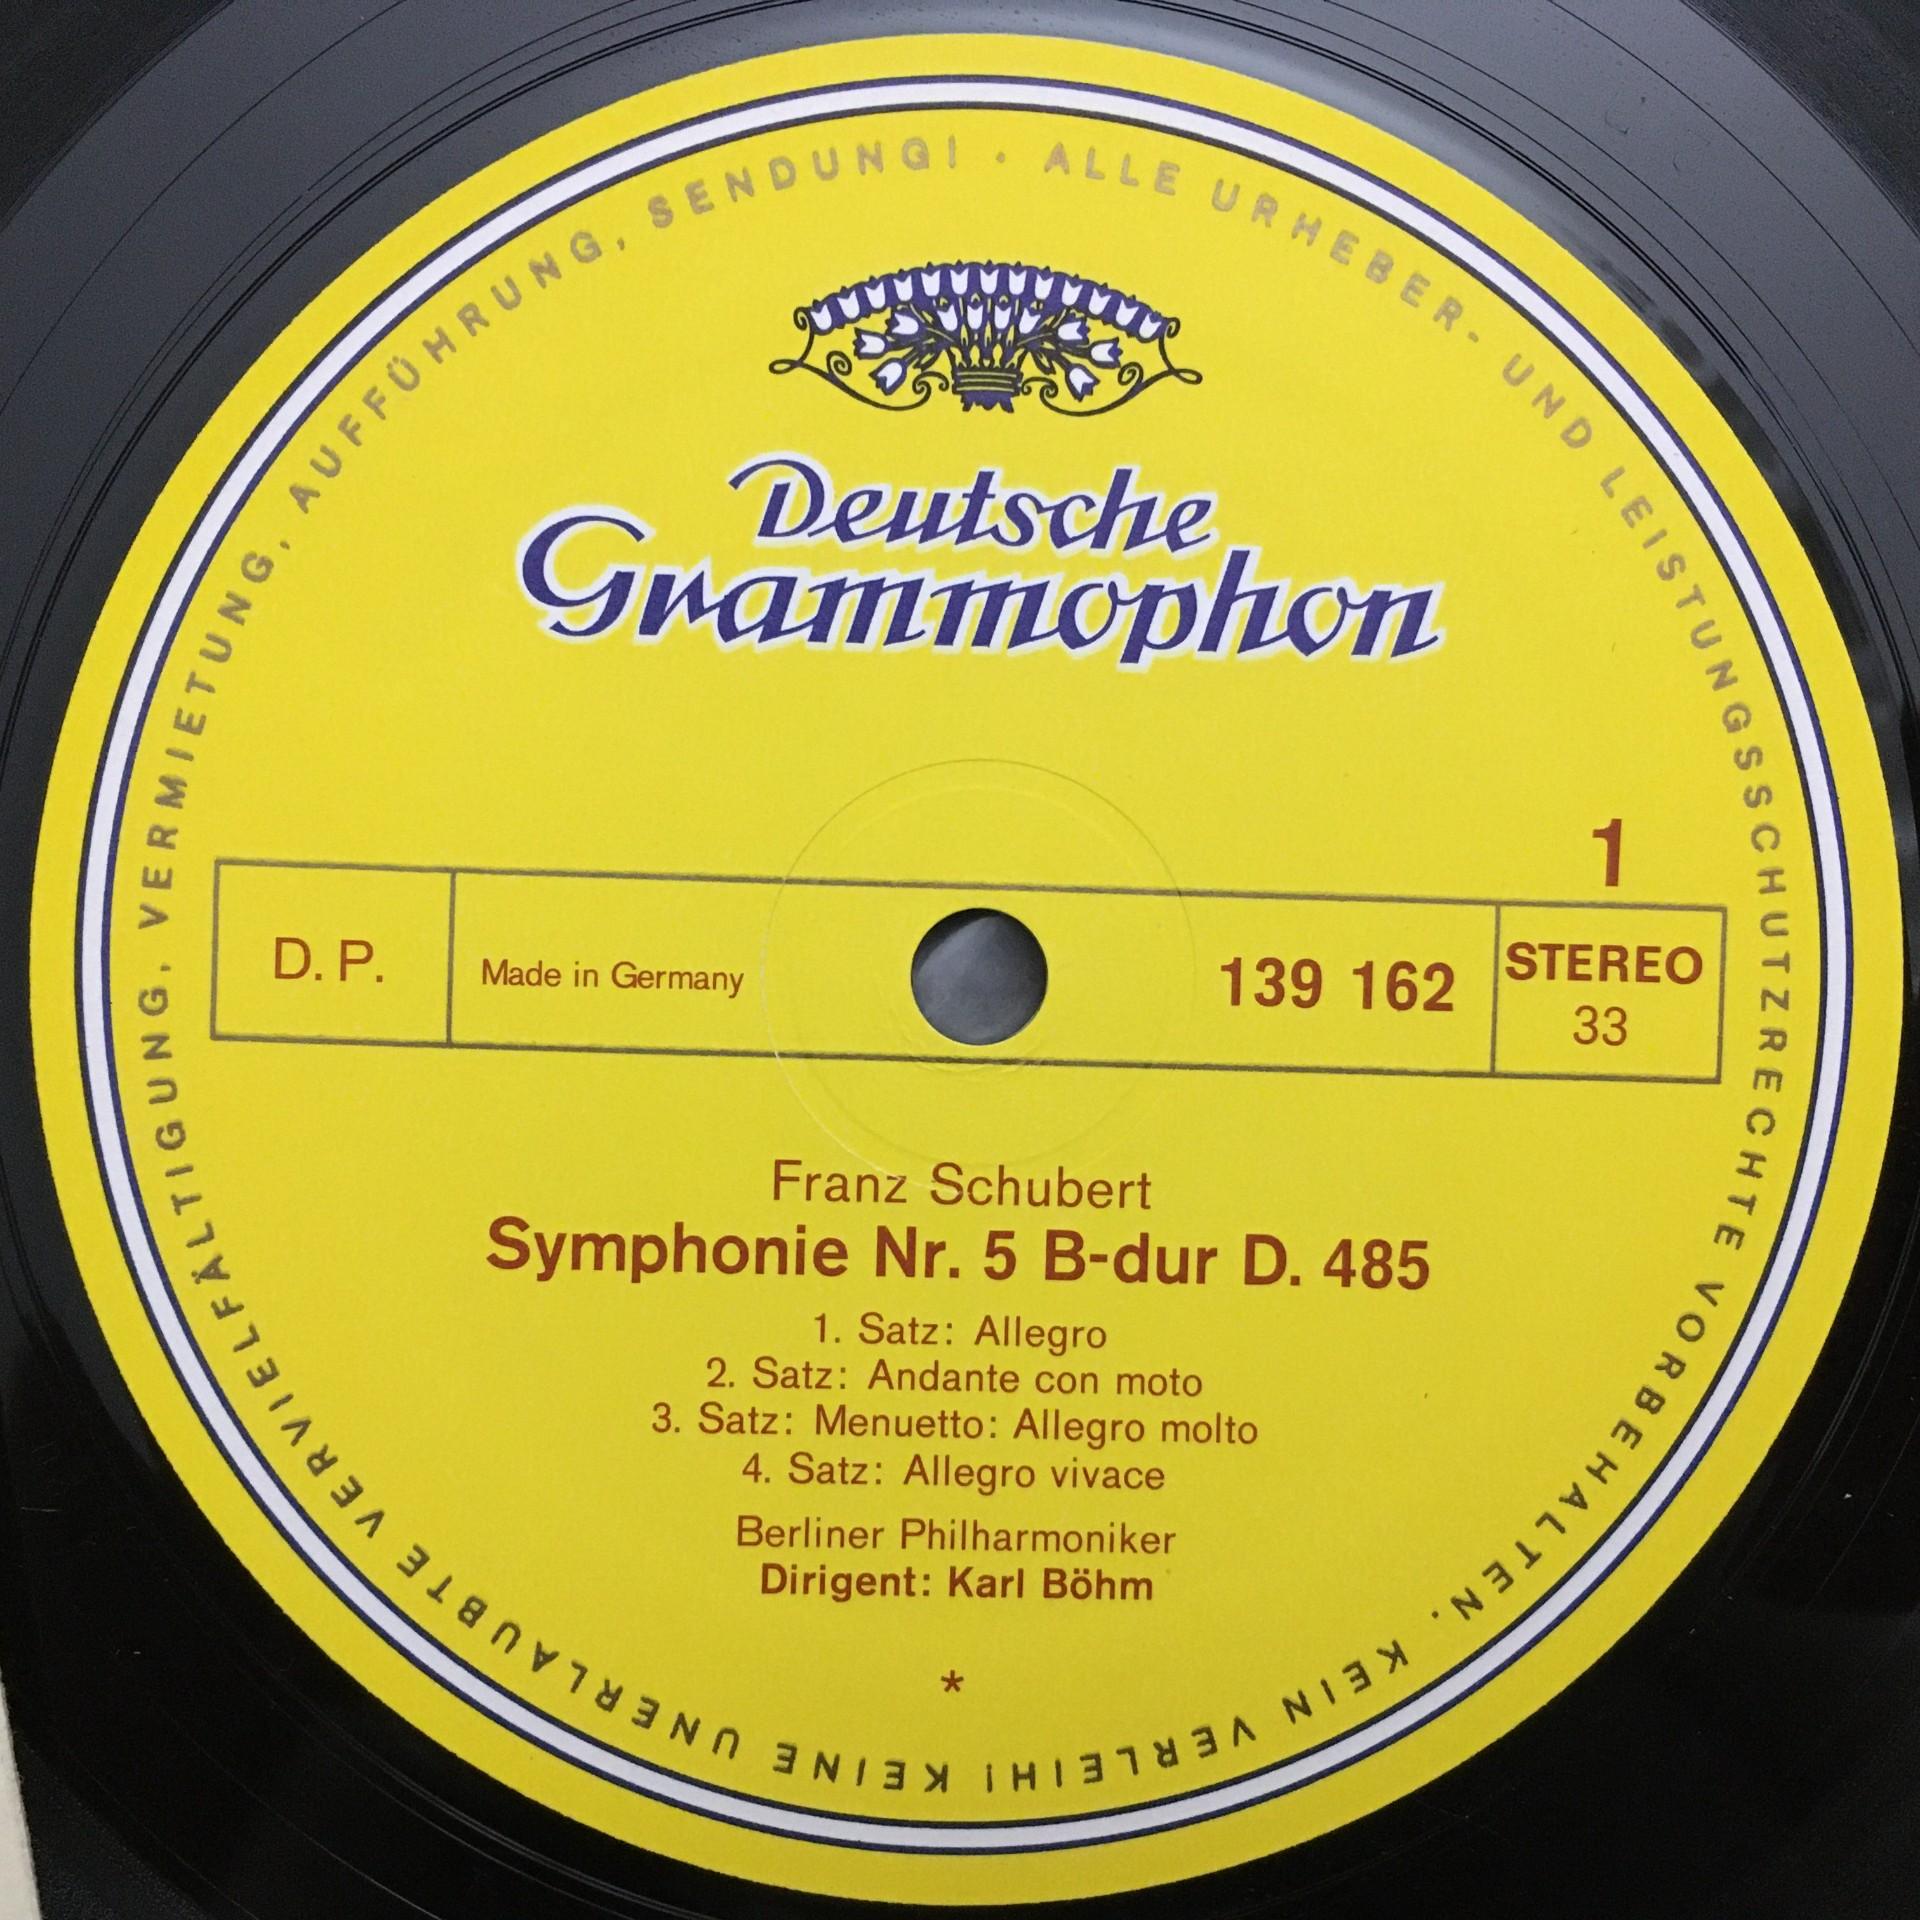 ALLE URHEBER- UND LEISTUNGSSCHUTZRECHTE VORBEHALTEN. KEIN VERLEIH! KEINE UNERLAUBTE VERVIELFÄLTIGUNG, VERMIETUNG, AUFFÜHRUNG, SENDUNG! ·
Deutsche
Grammophon
1
D. P.
Made in Germany
139 162
STEREO
33
Franz Schubert
Symphonie Nr. 5 B-dur D. 485
1. Satz: Allegro
2. Satz: Andante con moto
3. Satz: Menuetto: Allegro molto
4. Satz: Allegro vivace
Berliner Philharmoniker
Dirigent: Karl Böhm
*